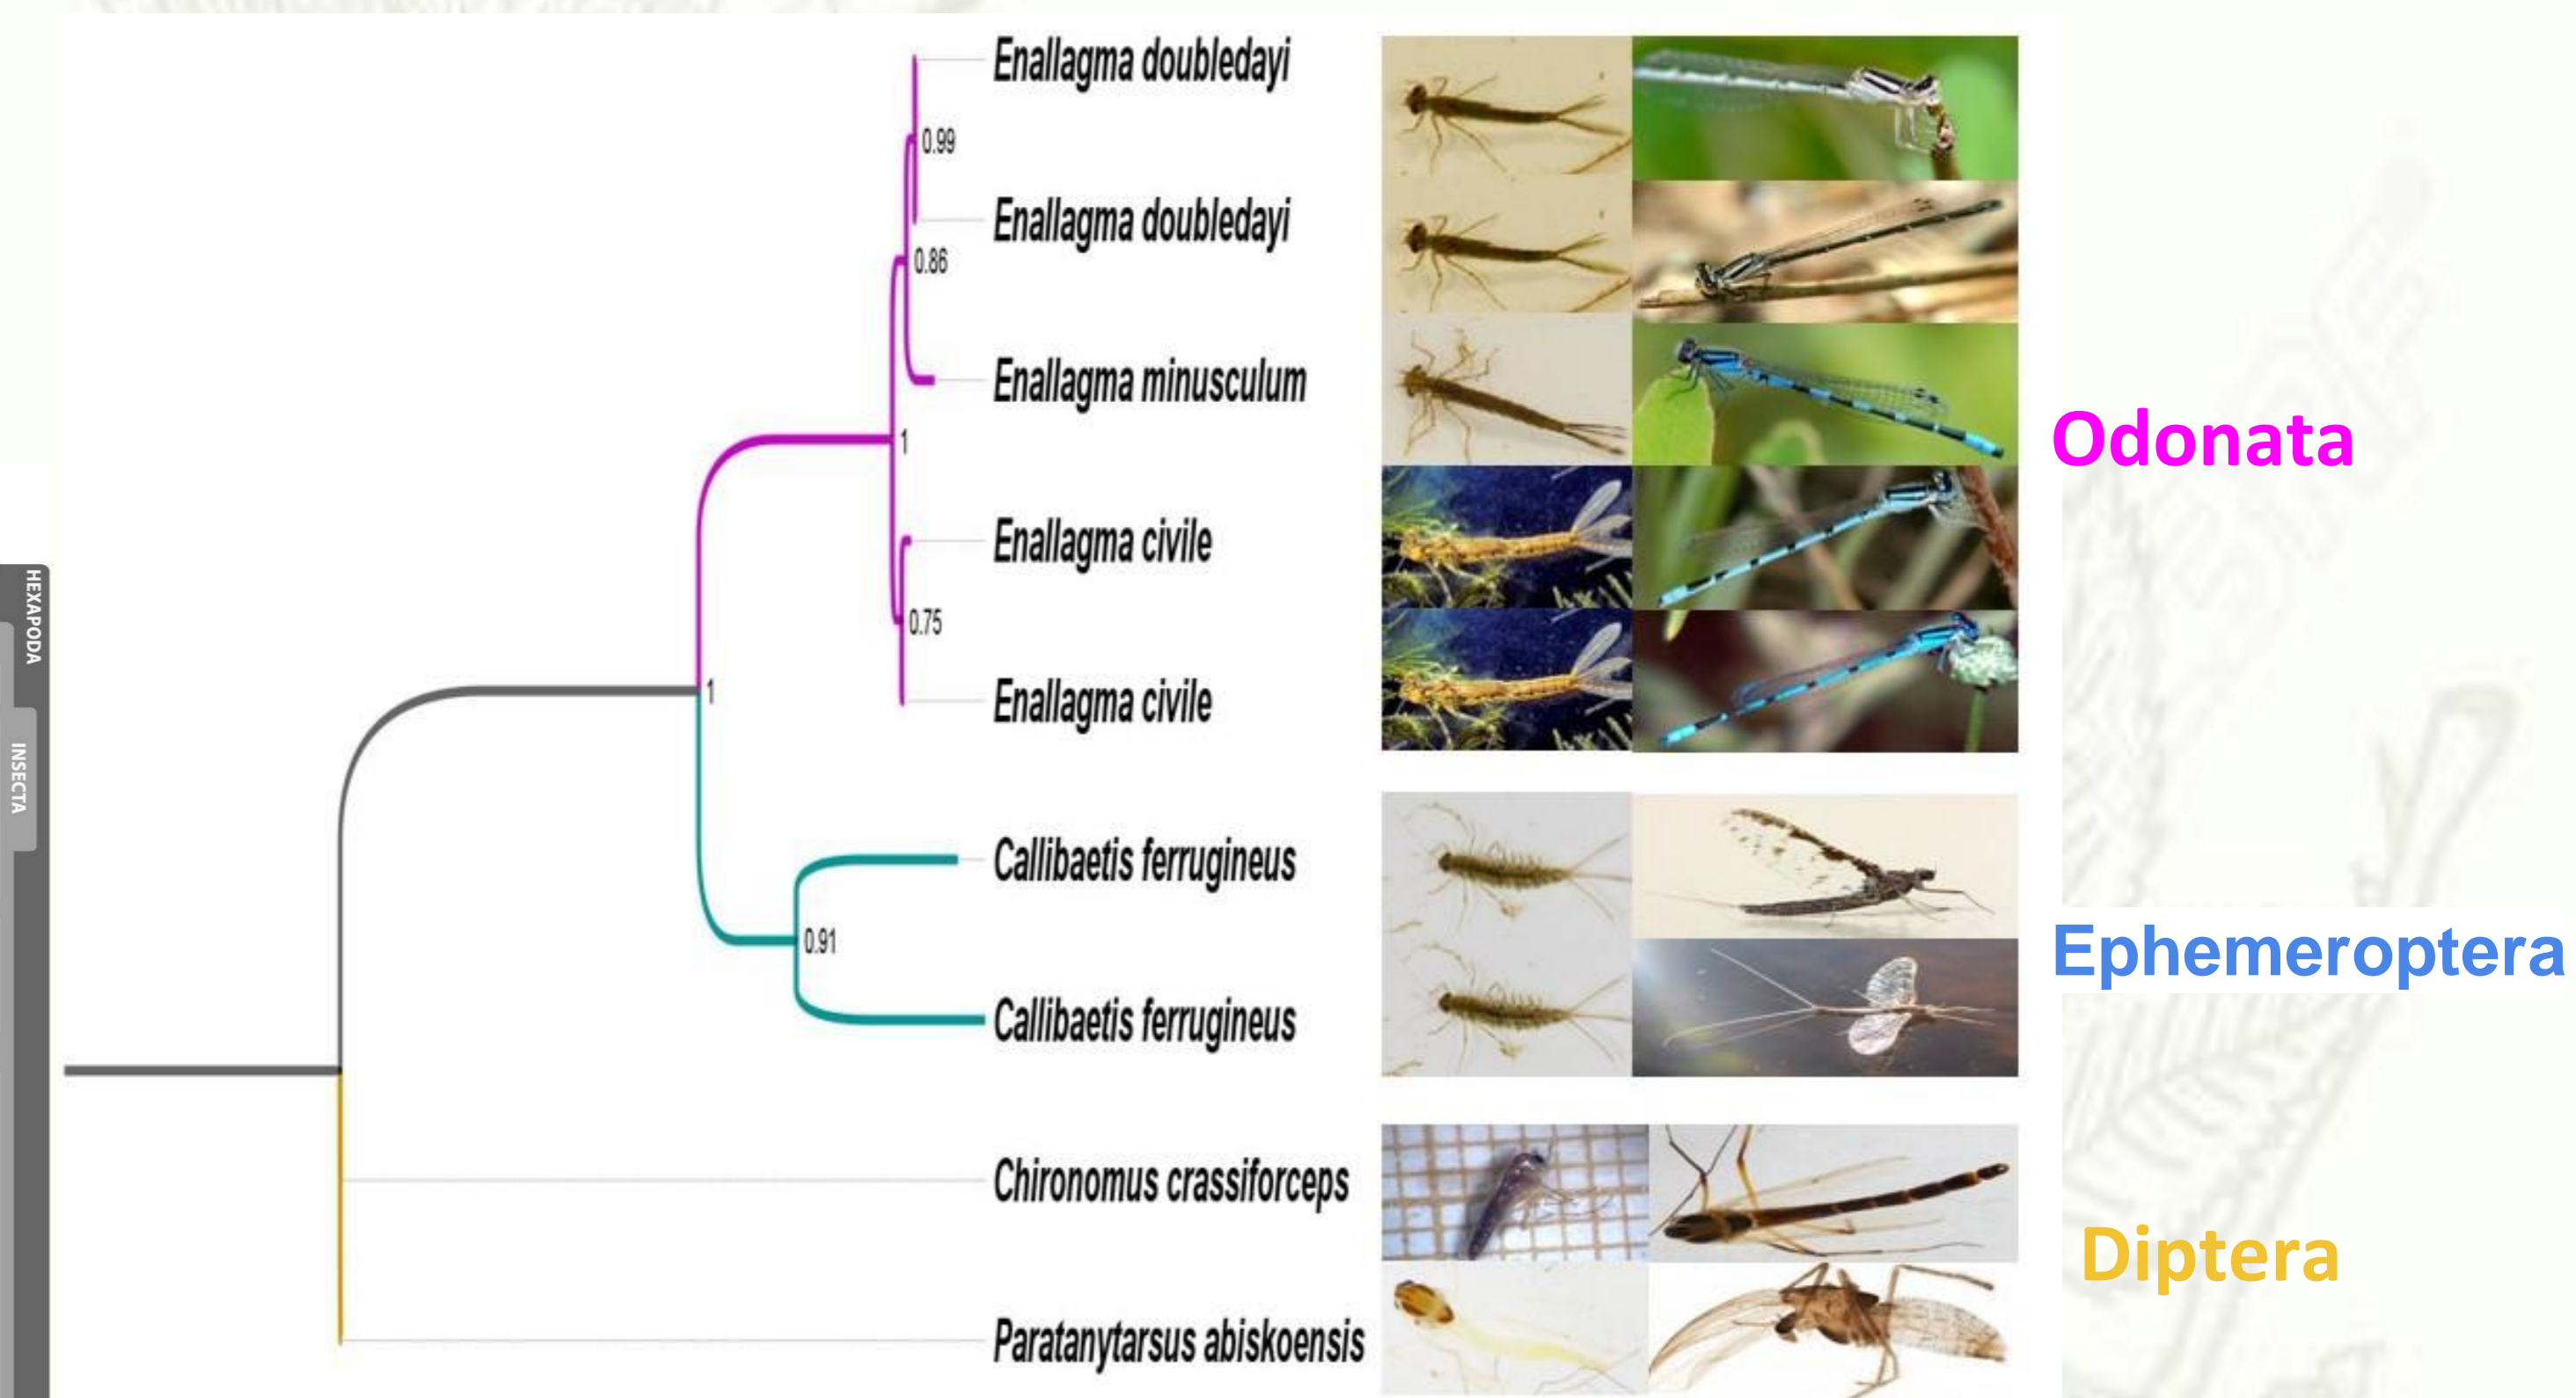 Enallagma doubledayi
0.99
Enallagma doubledayi
0.86
Enallagma minusculum
Odonata
1
Enallagma civile
0.75
Enallagma civile
1
HEXAPODA
INSECTA
Callibaetis ferrugineus
0.91
Ephemeroptera
Callibaetis ferrugineus
Chironomus crassiforceps
Diptera
Paratanytarsus abiskoensis